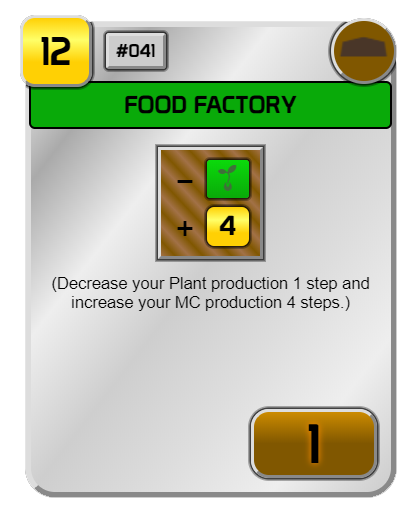 12 #041
FOOD FACTORY
-
+ 4
(Decrease your Plant production 1 step and
increase your MC production 4 steps.)
1